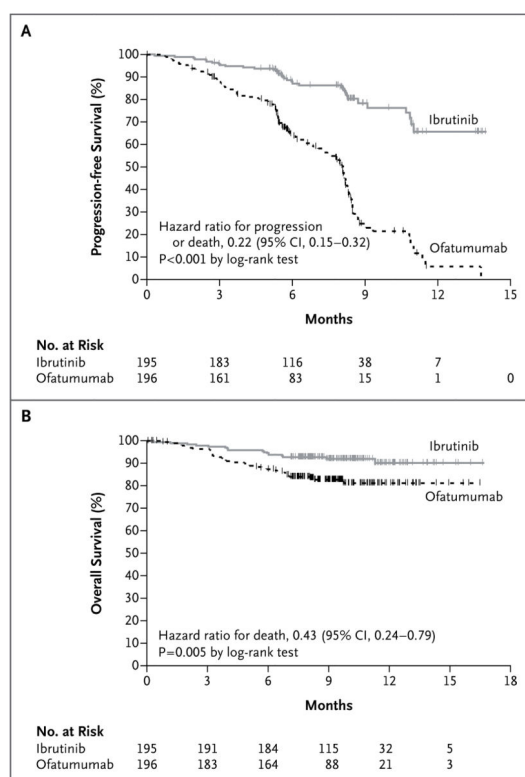 A
100
90
80
70
60
50
40
30
20
10
0
Progression-free Survival (%)
Ibrutinib
Ofatumumab
Hazard ratio for progression
or death, 0.22 (95% CI, 0.15–0.32)
P<0.001 by log-rank test
0 3 6 9 12 15
Months
No. at Risk
Ibrutinib 195 183 116 38 7
Ofatumumab 196 161 83 15 1 0
B
100
90
80
70
60
50
40
30
20
10
0
Overall Survival (%)
Ibrutinib
Ofatumumab
Hazard ratio for death, 0.43 (95% CI, 0.24–0.79)
P=0.005 by log-rank test
0 3 6 9 12 15 18
Months
No. at Risk
Ibrutinib 195 191 184 115 32 5
Ofatumumab 196 183 164 88 21 3